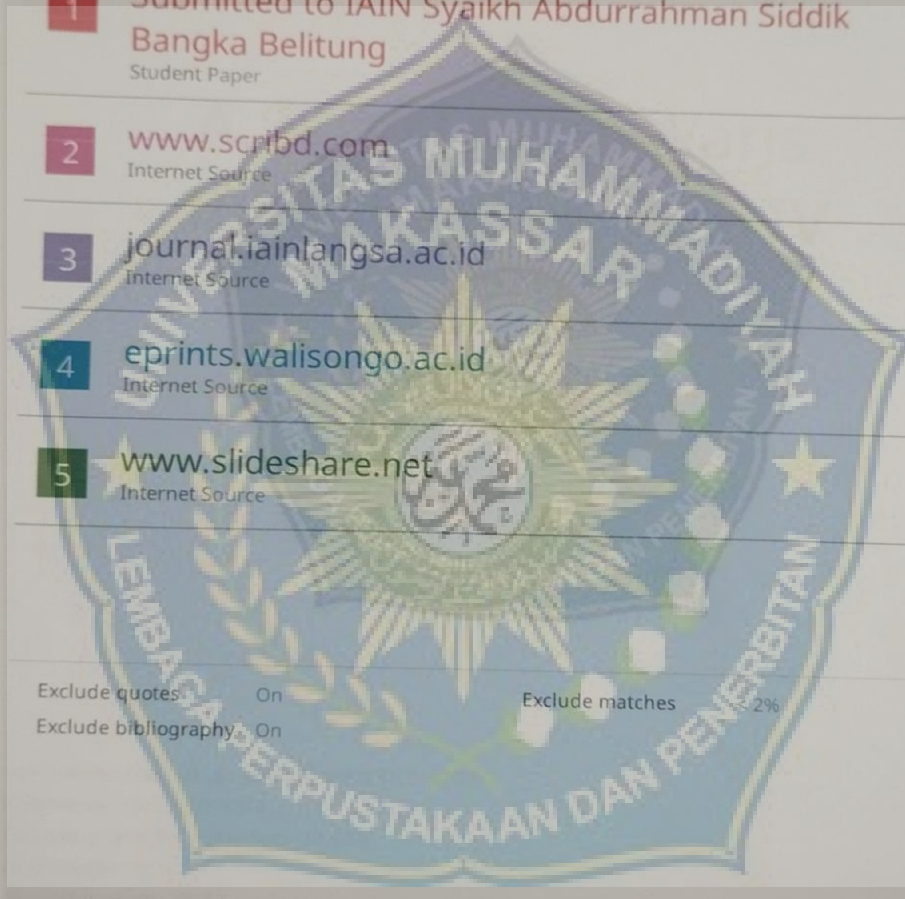 1 Submitted to IAIN Syaikh Abdurrahman Siddik
Bangka Belitung
Student Paper
2 www.scribd.com
Internet Source
3 journal.iainlangsa.ac.id
Internet Source
4 eprints.walisongo.ac.id
Internet Source
5 www.slideshare.net
Internet Source
Exclude quotes On
Exclude matches < 2%
Exclude bibliography On
UNIVERSITAS MUHAMMADIYAH
MAKASSAR
LEMBAGA PERPUSTAKAAN DAN PENERBITAN